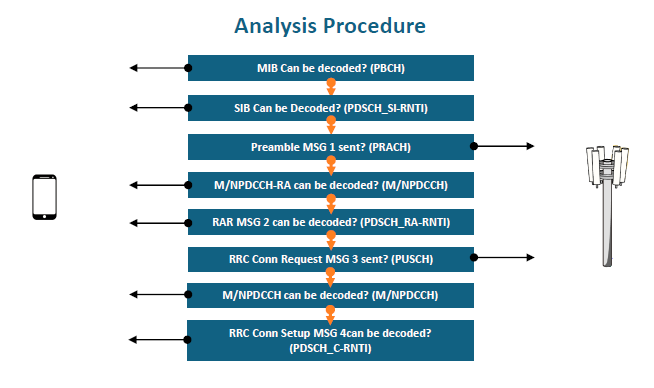 Analysis Procedure
MIB Can be decoded? (PBCH)
SIB Can be Decoded? (PDSCH_SI-RNTI)
Preamble MSG 1 sent? (PRACH)
M/NPDCCH-RA can be decoded? (M/NPDCCH)
RAR MSG 2 can be decoded? (PDSCH_RA-RNTI)
RRC Conn Request MSG 3 sent? (PUSCH)
M/NPDCCH can be decoded? (M/NPDCCH)
RRC Conn Setup MSG 4can be decoded?
(PDSCH_C-RNTI)